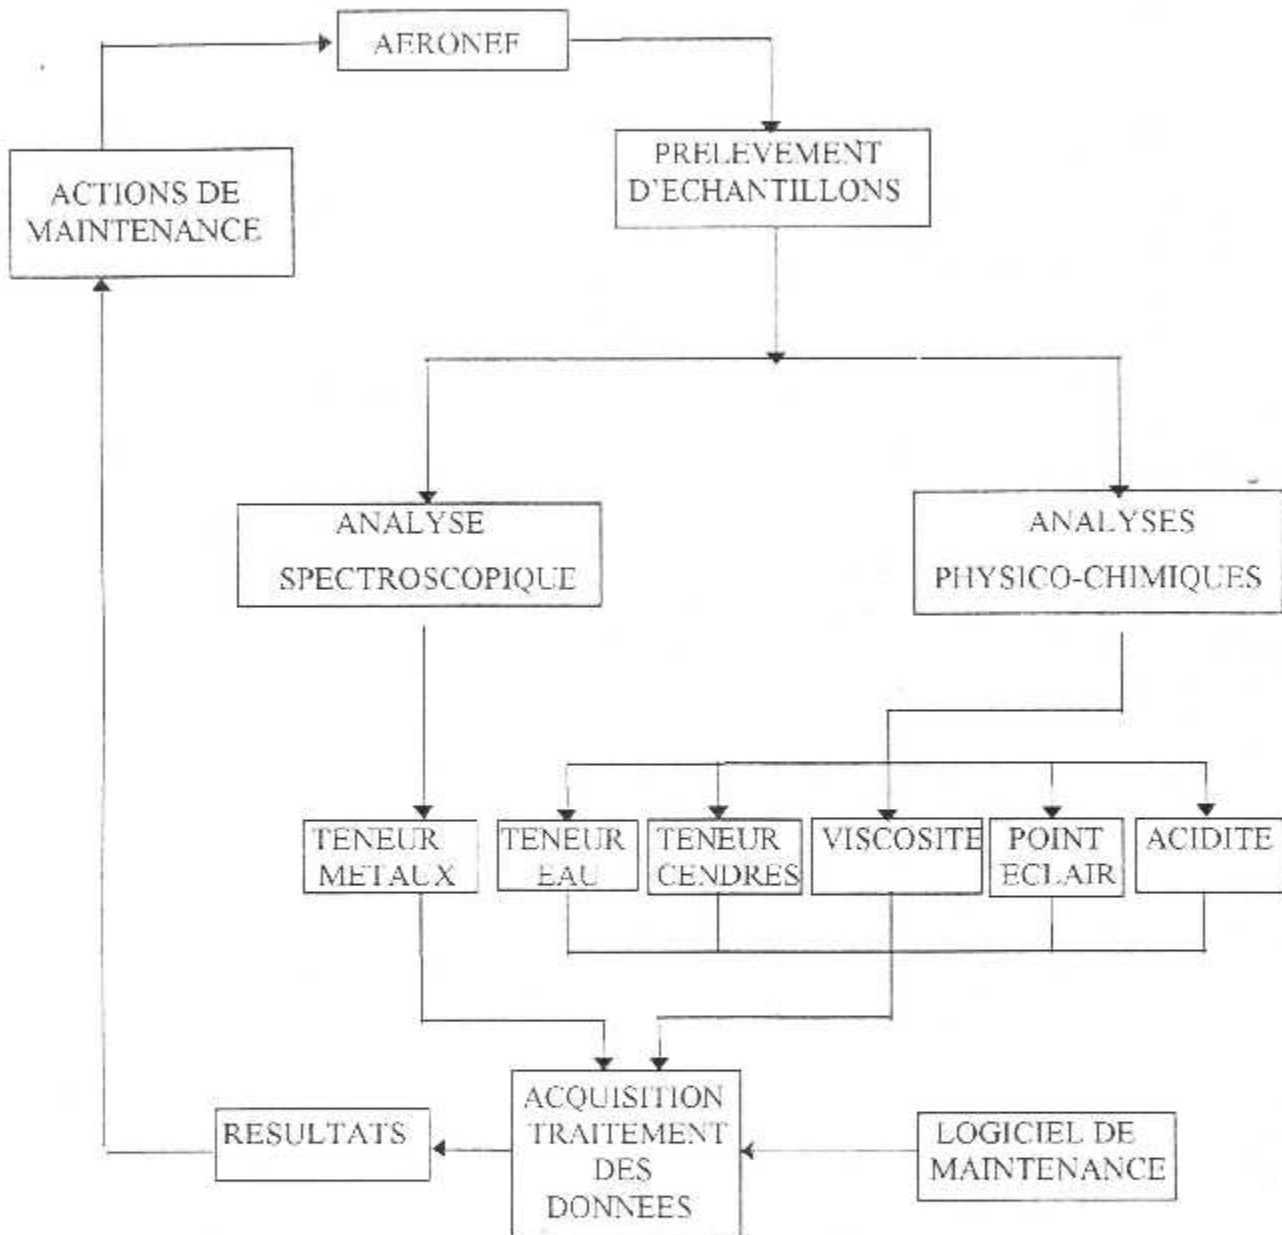 AERONEF
PRELEVEMENT
D'ECHANTILLONS
ACTIONS DE
MAINTENANCE
ANALYSE
SPECTROSCOPIQUE
ANALYSES
PHYSICO-CHIMIQUES
TENEUR
METAUX
TENEUR
EAU
TENEUR
CENDRES
VISCOSITE
POINT
ECLAIR
ACIDITE
ACQUISITION
TRAITEMENT
DES
DONNEES
RESULTATS
LOGICIEL DE
MAINTENANCE